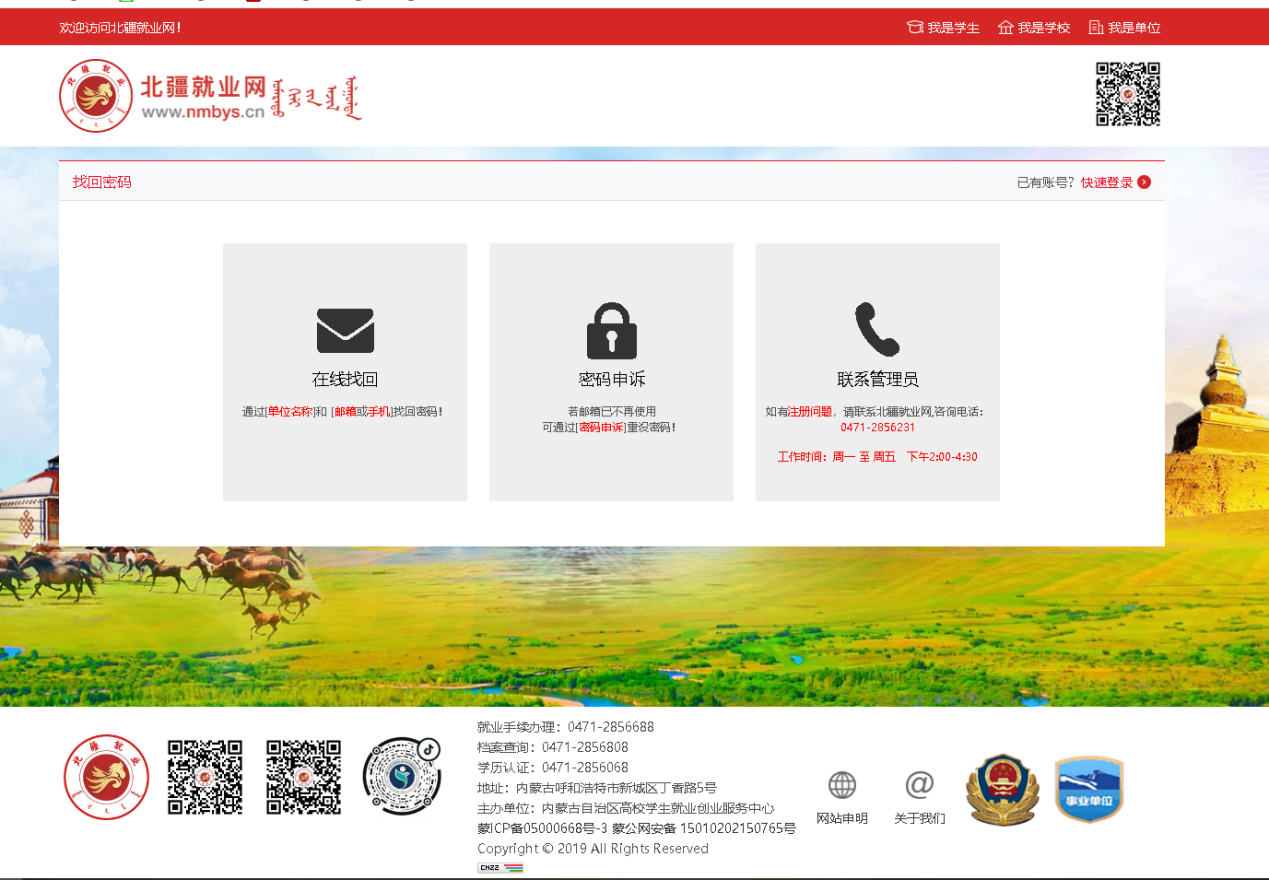 欢迎访问北疆就业网!
我是学生 我是学校 我是单位
北疆就业网
www.nmbys.cn
找回密码
已有账号? 快速登录
在线找回
通过[单位名称]和 [邮箱或手机]找回密码!
密码申诉
若邮箱已不再使用
可通过[密码申诉]重设密码!
联系管理员
如有注册问题，请联系北疆就业网,咨询电话:
0471-2856231
工作时间: 周一 至 周五 下午2:00-4:30
就业手续办理: 0471-2856688
档案查询: 0471-2856808
学历认证: 0471-2856068
地址: 内蒙古呼和浩特市新城区丁香路5号
主办单位: 内蒙古自治区高校学生就业创业服务中心
蒙ICP备05000668号-3 蒙公网安备 15010202150765号
Copyright © 2019 All Rights Reserved
CNZZ
网站申明
关于我们
事业单位